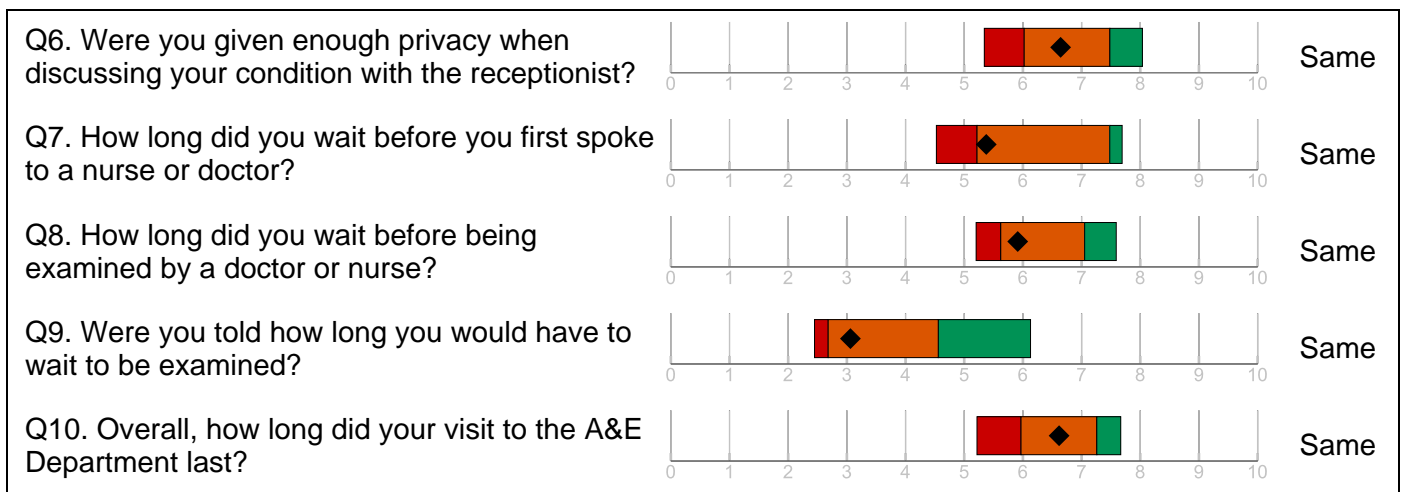 Q6. Were you given enough privacy when
discussing your condition with the receptionist?
0 1 2 3 4 5 6 7 8 9 10
Same
Q7. How long did you wait before you first spoke
to a nurse or doctor?
0 1 2 3 4 5 6 7 8 9 10
Same
Q8. How long did you wait before being
examined by a doctor or nurse?
0 1 2 3 4 5 6 7 8 9 10
Same
Q9. Were you told how long you would have to
wait to be examined?
0 1 2 3 4 5 6 7 8 9 10
Same
Q10. Overall, how long did your visit to the A&E
Department last?
0 1 2 3 4 5 6 7 8 9 10
Same